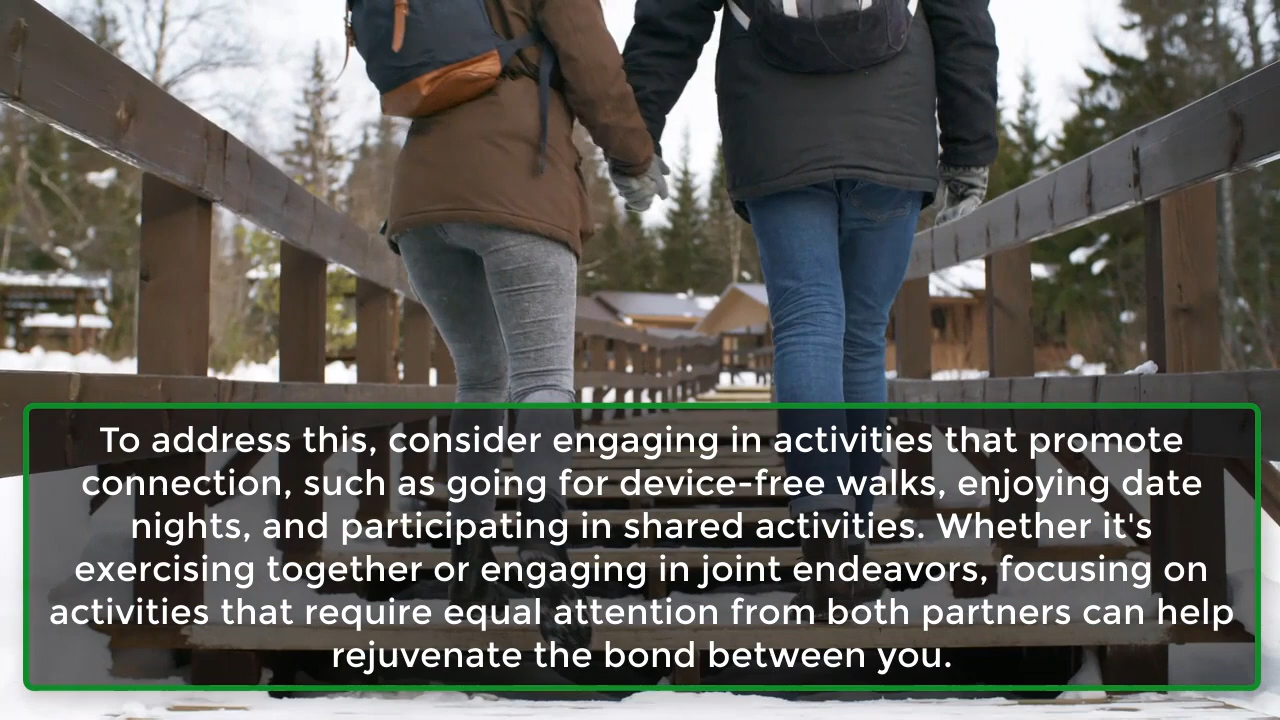 To address this, consider engaging in activities that promote
connection, such as going for device-free walks, enjoying date
nights, and participating in shared activities. Whether it's
exercising together or engaging in joint endeavors, focusing on
activities that require equal attention from both partners can help
rejuvenate the bond between you.